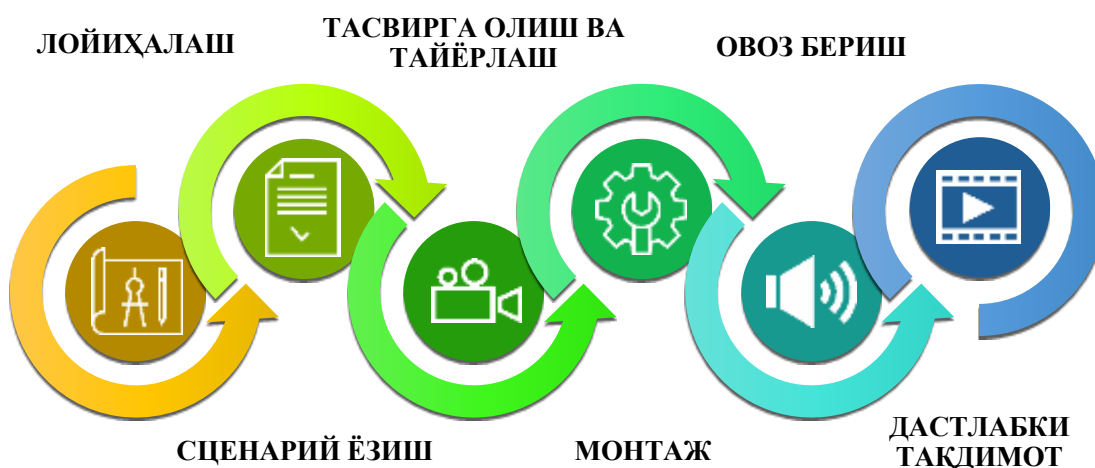 ЛОЙИҲАЛАШ
ТАСВИРГА ОЛИШ ВА
ТАЙЁРЛАШ
ОВОЗ БЕРИШ
СЦЕНАРИЙ ЁЗИШ
МОНТАЖ
ДАСТЛАБКИ
ТАҚДИМОТ